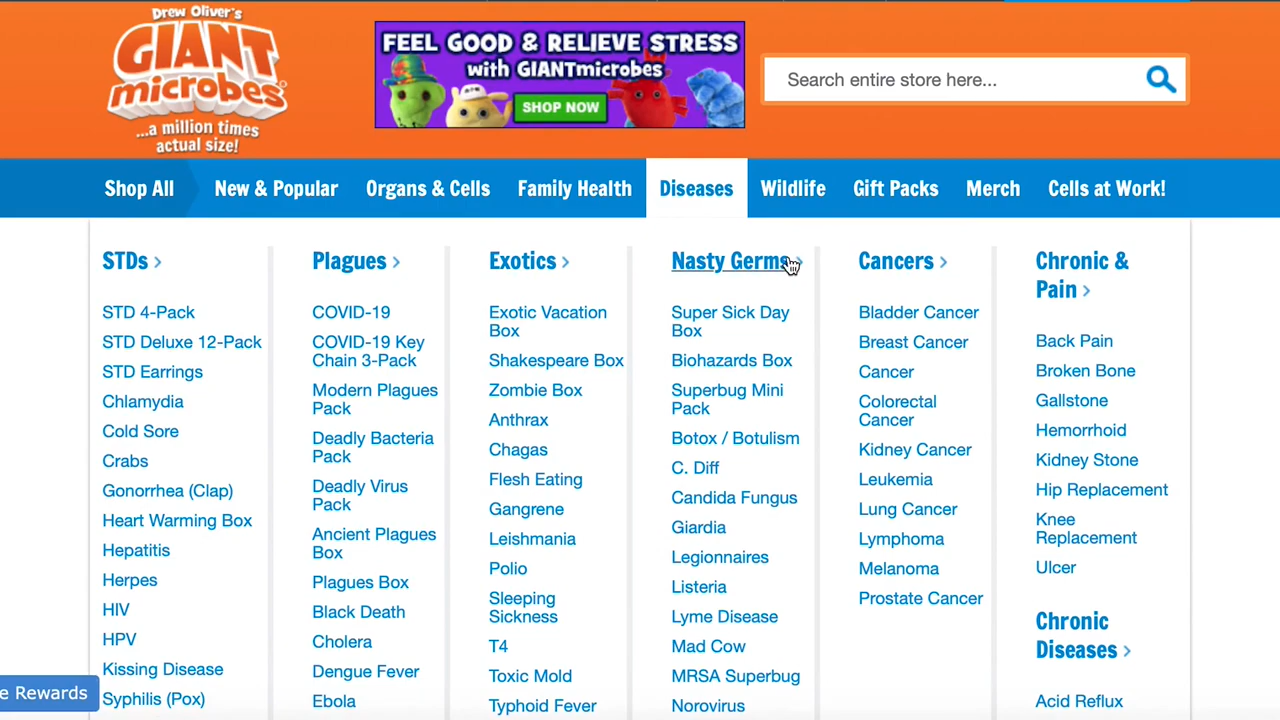 Drew Oliver's
GIANT
microbes®
...a million times
actual size!
FEEL GOOD & RELIEVE STRESS
with GIANTmicrobes
SHOP NOW
Search entire store here...
Shop All
New & Popular
Organs & Cells
Family Health
Diseases
Wildlife
Gift Packs
Merch
Cells at Work!
STDs
STD 4-Pack
STD Deluxe 12-Pack
STD Earrings
Chlamydia
Cold Sore
Crabs
Gonorrhea (Clap)
Heart Warming Box
Hepatitis
Herpes
HIV
HPV
Kissing Disease
Syphilis (Pox)
e Rewards
Plagues
COVID-19
COVID-19 Key
Chain 3-Pack
Modern Plagues
Pack
Deadly Bacteria
Pack
Deadly Virus
Pack
Ancient Plagues
Box
Plagues Box
Black Death
Cholera
Dengue Fever
Ebola
Exotics
Exotic Vacation
Box
Shakespeare Box
Zombie Box
Anthrax
Chagas
Flesh Eating
Gangrene
Leishmania
Polio
Sleeping
Sickness
T4
Toxic Mold
Typhoid Fever
Nasty Germs
Super Sick Day
Box
Biohazards Box
Superbug Mini
Pack
Botox / Botulism
C. Diff
Candida Fungus
Giardia
Legionnaires
Listeria
Lyme Disease
Mad Cow
MRSA Superbug
Norovirus
Cancers
Bladder Cancer
Breast Cancer
Cancer
Colorectal
Cancer
Kidney Cancer
Leukemia
Lung Cancer
Lymphoma
Melanoma
Prostate Cancer
Chronic &
Pain
Back Pain
Broken Bone
Gallstone
Hemorrhoid
Kidney Stone
Hip Replacement
Knee
Replacement
Ulcer
Chronic
Diseases
Acid Reflux